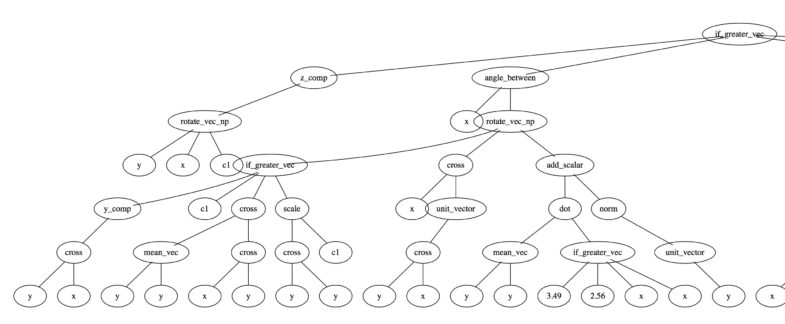 if_greater_vec
z_comp angle_between
rotate_vec_np x rotate_vec_np
y x c1 if_greater_vec cross add_scalar
y_comp c1 cross scale x unit_vector dot norm
cross mean_vec cross cross c1 cross mean_vec if_greater_vec unit_vector
y x y y x y y y y x y y 3.49 2.56 x x y x